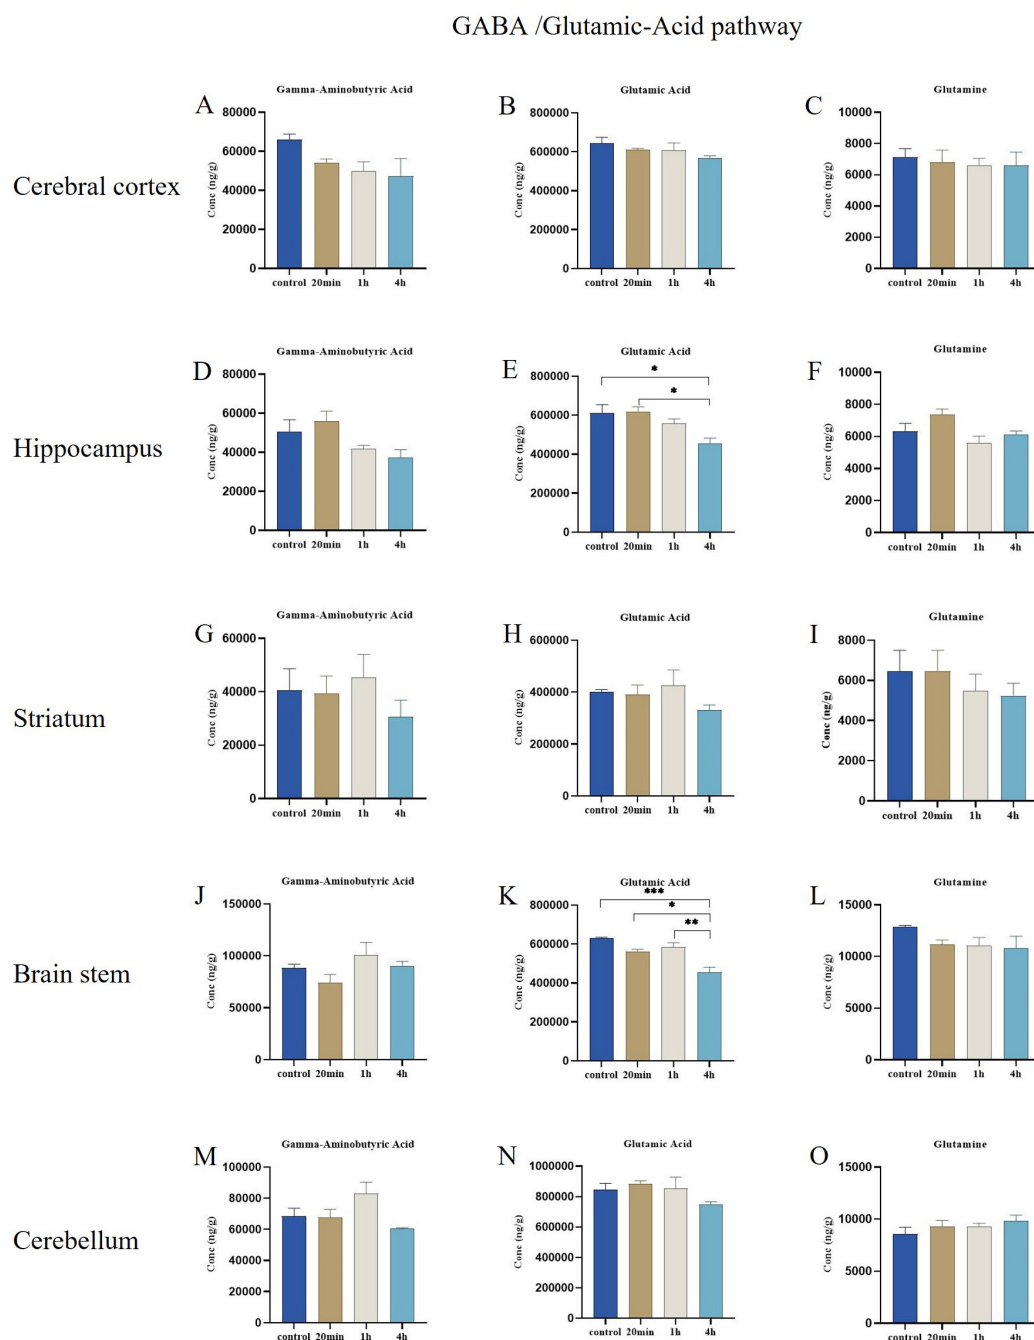 GABA /Glutamic-Acid pathway
Cerebral cortex
A
Gamma-Aminobutyric Acid
Conc (ng/g)
80000
60000
40000
20000
0
control 20min 1h 4h
B
Glutamic Acid
Conc (ng/g)
800000
600000
400000
200000
0
control 20min 1h 4h
C
Glutamine
Conc (ng/g)
10000
8000
6000
4000
2000
0
control 20min 1h 4h
Hippocampus
D
Gamma-Aminobutyric Acid
Conc (ng/g)
80000
60000
40000
20000
0
control 20min 1h 4h
E
Glutamic Acid
*
*
Conc (ng/g)
800000
600000
400000
200000
0
control 20min 1h 4h
F
Glutamine
Conc (ng/g)
10000
8000
6000
4000
2000
0
control 20min 1h 4h
Striatum
G
Gamma-Aminobutyric Acid
Conc (ng/g)
60000
40000
20000
0
control 20min 1h 4h
H
Glutamic Acid
Conc (ng/g)
600000
400000
200000
0
control 20min 1h 4h
I
Glutamine
Conc (ng/g)
8000
6000
4000
2000
0
control 20min 1h 4h
Brain stem
J
Gamma-Aminobutyric Acid
Conc (ng/g)
150000
100000
50000
0
control 20min 1h 4h
K
Glutamic Acid
***
*
**
Conc (ng/g)
800000
600000
400000
200000
0
control 20min 1h 4h
L
Glutamine
Conc (ng/g)
15000
10000
5000
0
control 20min 1h 4h
Cerebellum
M
Gamma-Aminobutyric Acid
Conc (ng/g)
100000
80000
60000
40000
20000
0
control 20min 1h 4h
N
Glutamic Acid
Conc (ng/g)
1000000
800000
600000
400000
200000
0
control 20min 1h 4h
O
Glutamine
Conc (ng/g)
15000
10000
5000
0
control 20min 1h 4h